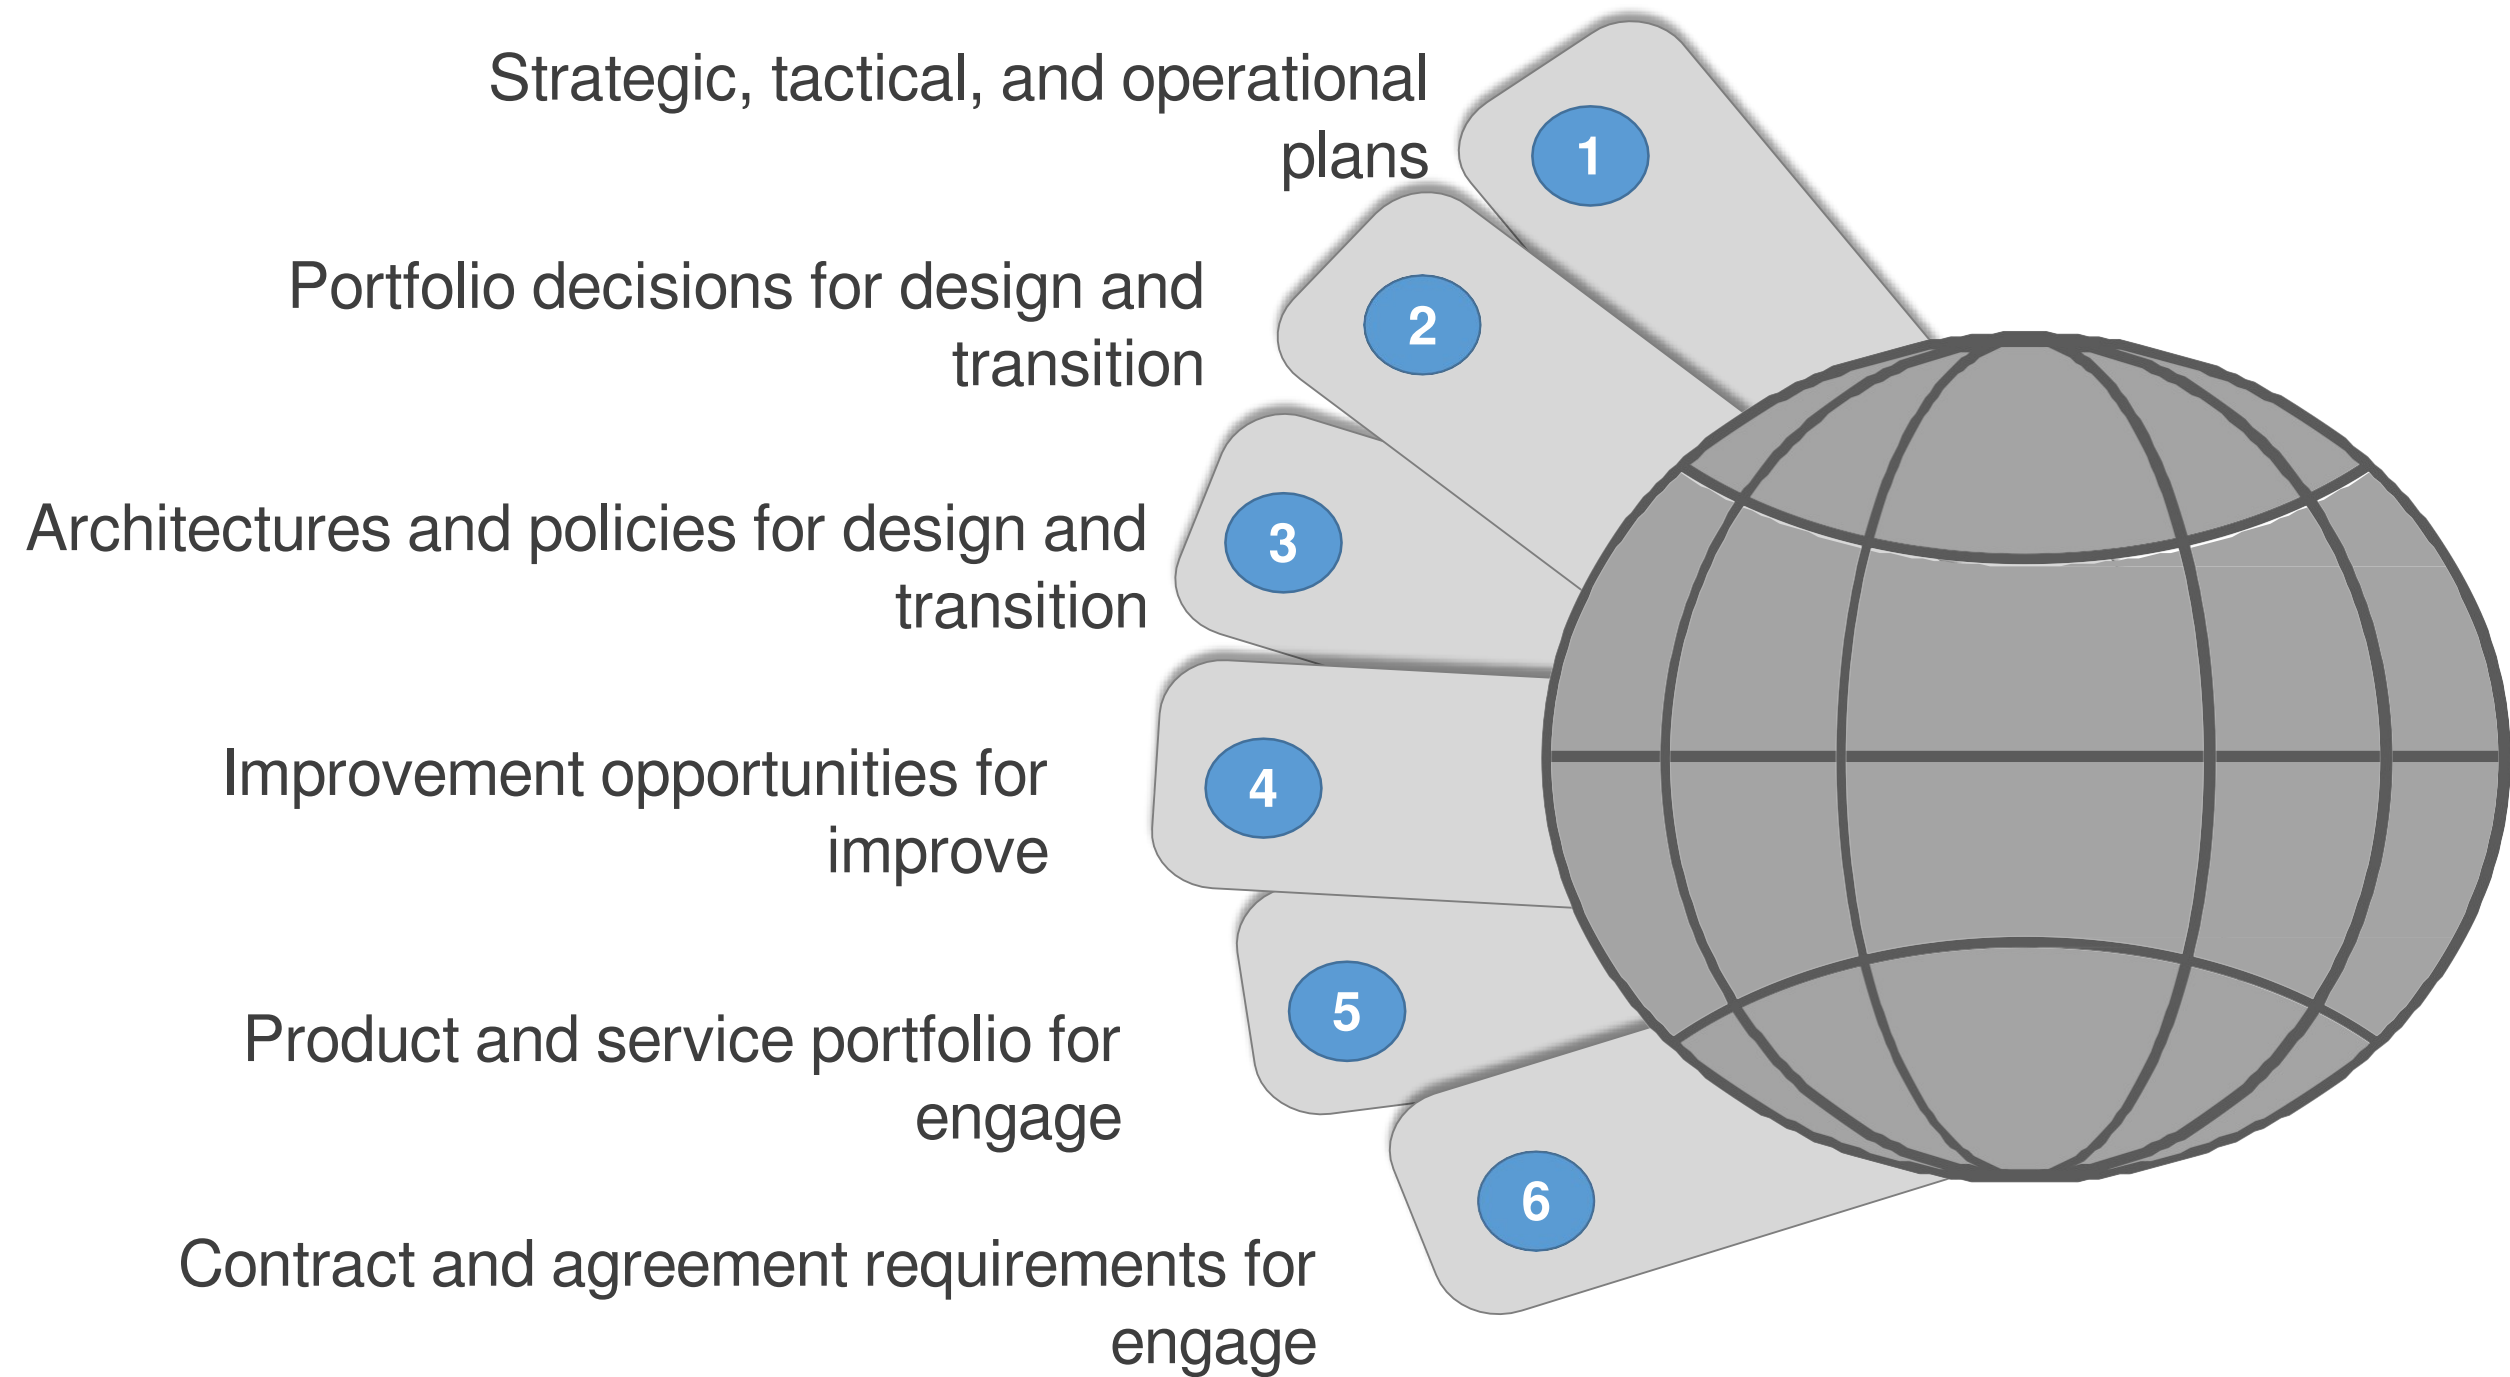 Strategic, tactical, and operational
plans
1
Portfolio decisions for design and
transition
2
Architectures and policies for design and
transition
3
Improvement opportunities for
improve
4
Product and service portfolio for
engage
5
Contract and agreement requirements for
engage
6